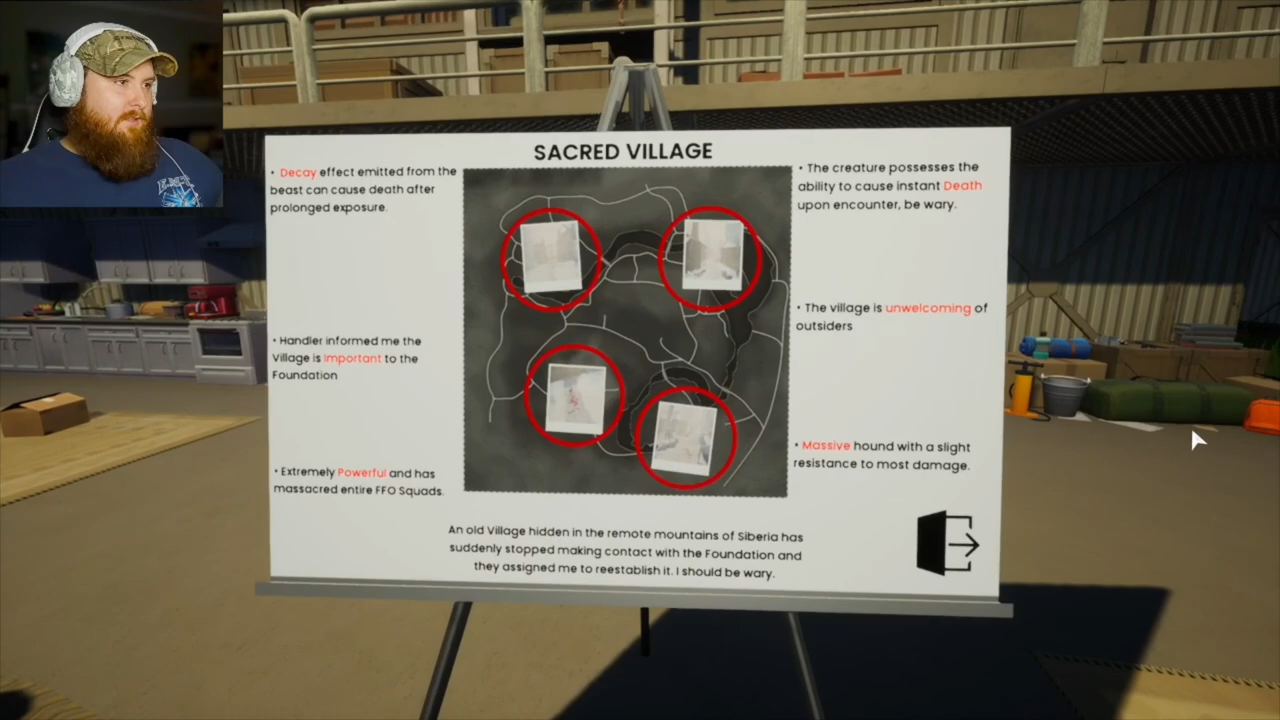 SACRED VILLAGE
• Decay effect emitted from the
beast can cause death after
prolonged exposure.
• Handler informed me the
Village is Important to the
Foundation
• Extremely Powerful and has
massacred entire FFO Squads.
• The creature possesses the
ability to cause instant Death
upon encounter, be wary.
• The village is unwelcoming of
outsiders
• Massive hound with a slight
resistance to most damage.
An old Village hidden in the remote mountains of Siberia has
suddenly stopped making contact with the Foundation and
they assigned me to reestablish it. I should be wary.